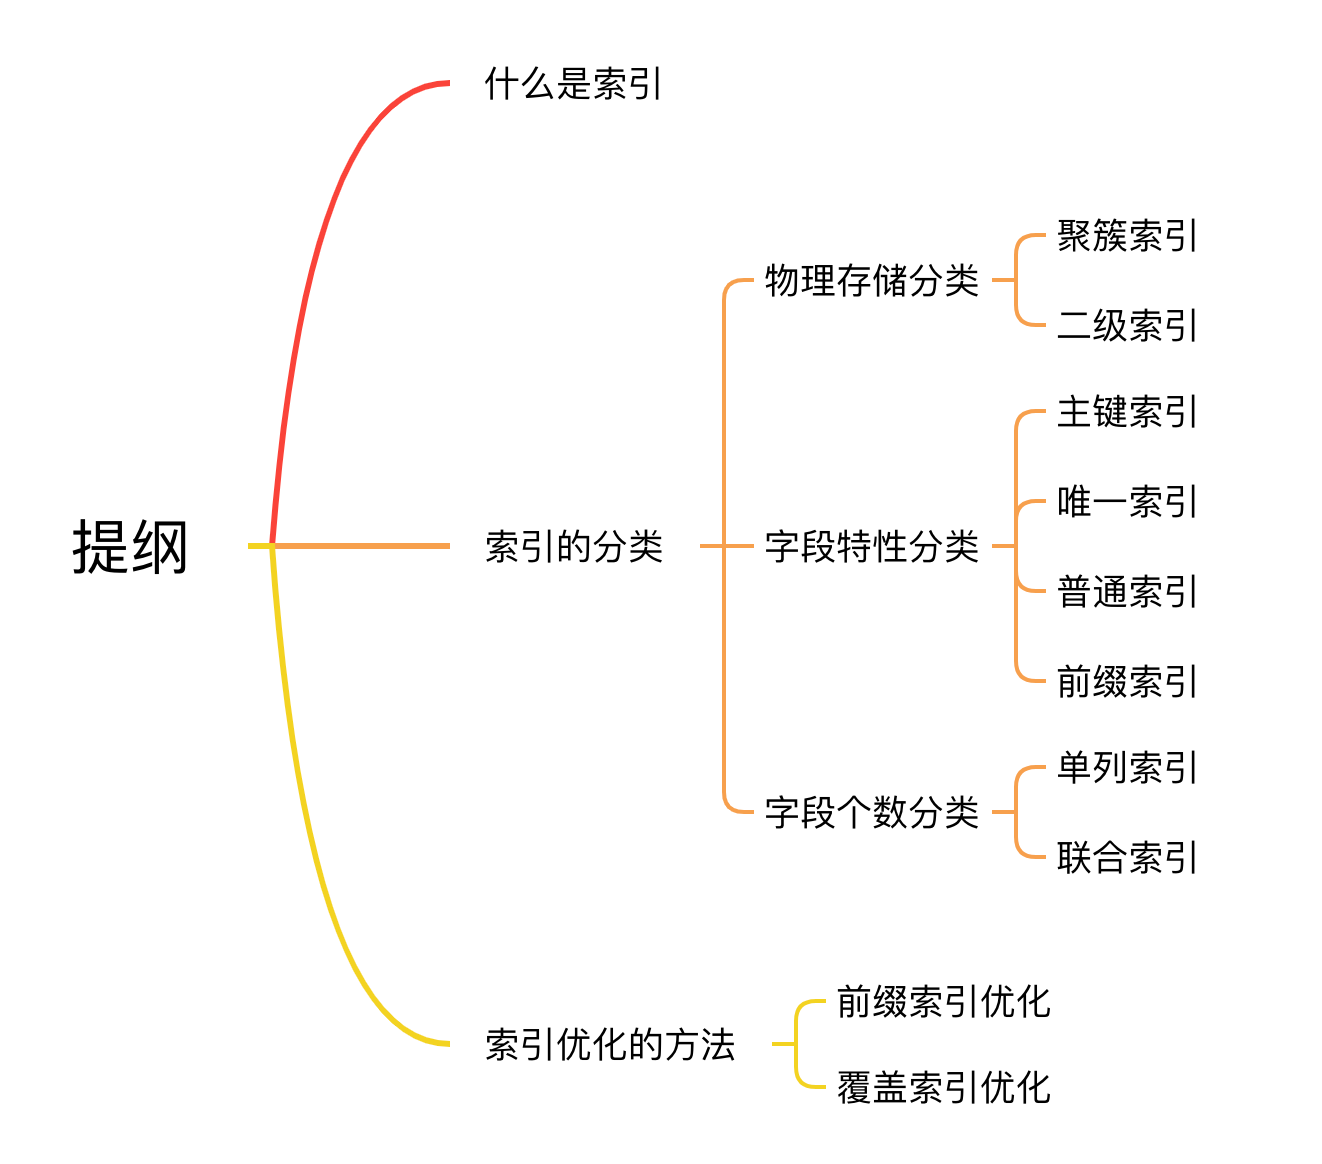 提纲
什么是索引
索引的分类
物理存储分类
聚簇索引
二级索引
字段特性分类
主键索引
唯一索引
普通索引
前缀索引
字段个数分类
单列索引
联合索引
索引优化的方法
前缀索引优化
覆盖索引优化